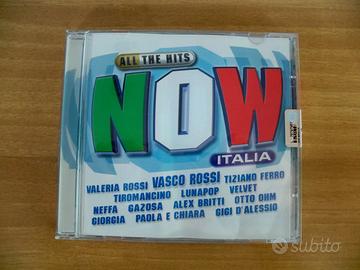 ALL THE HITS
NOW
ITALIA
VALERIA ROSSI VASCO ROSSI TIZIANO FERRO
TIROMANCINO LUNAPOP VELVET
NEFFA GAZOSA ALEX BRITTI OTTO OHM
GIORGIA PAOLA E CHIARA GIGI D'ALESSIO
subito